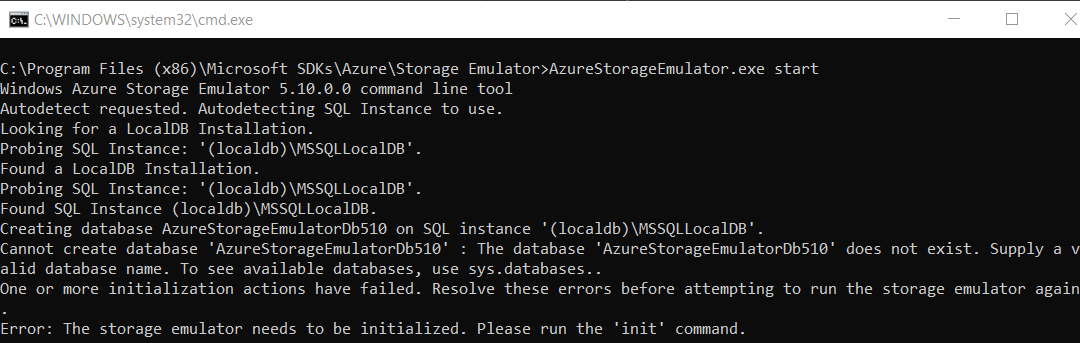 C:\WINDOWS\system32\cmd.exe
C:\Program Files (x86)\Microsoft SDKs\Azure\Storage Emulator>AzureStorageEmulator.exe start
Windows Azure Storage Emulator 5.10.0.0 command line tool
Autodetect requested. Autodetecting SQL Instance to use.
Looking for a LocalDB Installation.
Probing SQL Instance: '(localdb)\MSSQLLocalDB'.
Found a LocalDB Installation.
Probing SQL Instance: '(localdb)\MSSQLLocalDB'.
Found SQL Instance (localdb)\MSSQLLocalDB.
Creating database AzureStorageEmulatorDb510 on SQL instance '(localdb)\MSSQLLocalDB'.
Cannot create database 'AzureStorageEmulatorDb510' : The database 'AzureStorageEmulatorDb510' does not exist. Supply a v
alid database name. To see available databases, use sys.databases..
One or more initialization actions have failed. Resolve these errors before attempting to run the storage emulator again
.
Error: The storage emulator needs to be initialized. Please run the 'init' command.